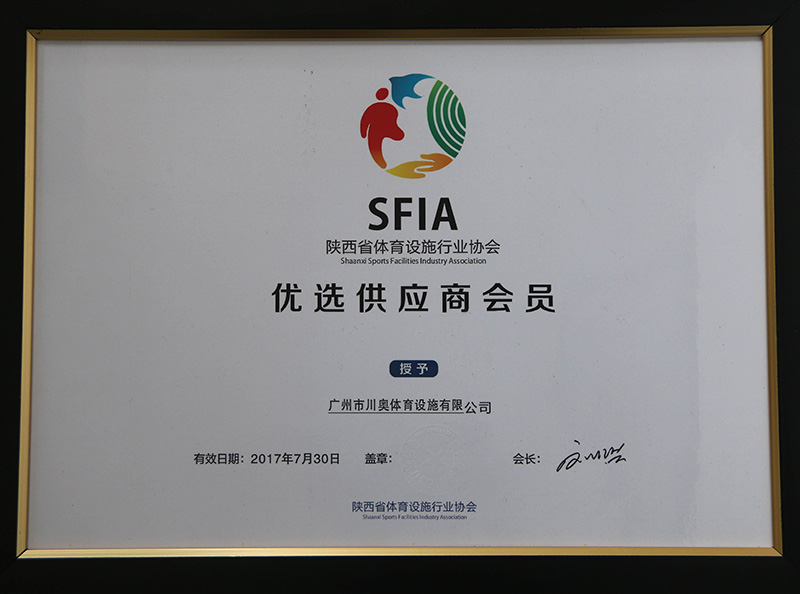 SFIA
陕西省体育设施行业协会
Shaanxi Sports Facilities Industry Association
优选供应商会员
授予
广州市川奥体育设施有限公司
有效日期：2017年7月30日 盖章： 会长：
陕西省体育设施行业协会
Shaanxi Sports Facilities Industry Association